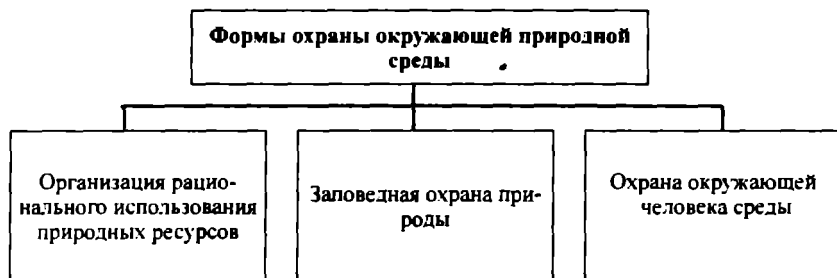 Формы охраны окружающей природной
среды
Организация рацио-
нального использования
природных ресурсов
Заповедная охрана при-
роды
Охрана окружающей
человека среды